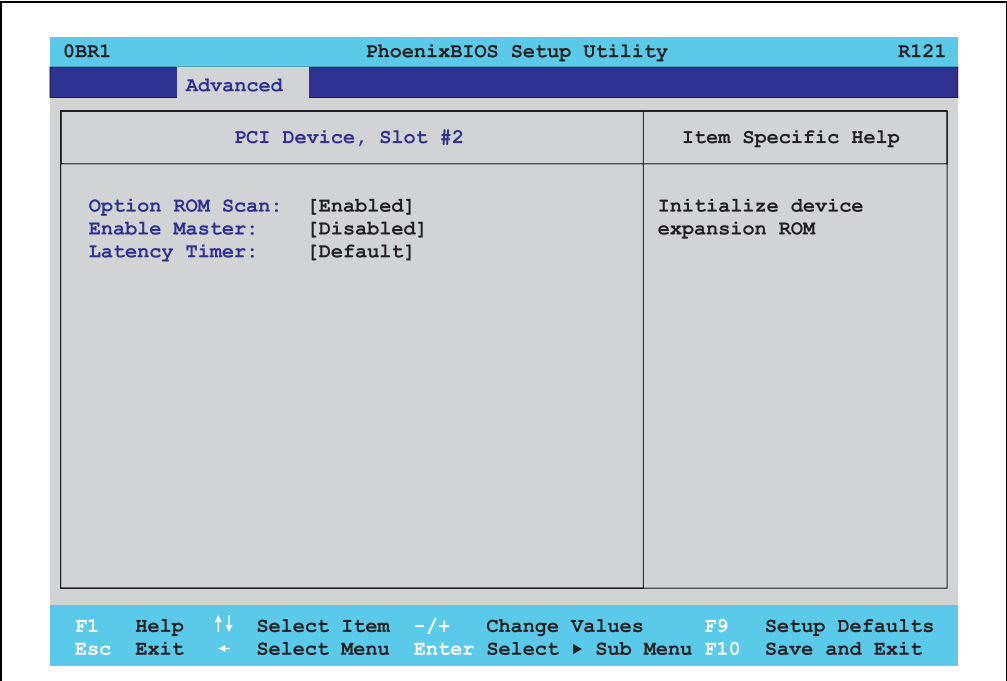 0BR1 PhoenixBIOS Setup Utility R121
Advanced
PCI Device, Slot #2 Item Specific Help
Option ROM Scan: [Enabled] Initialize device
Enable Master: [Disabled] expansion ROM
Latency Timer: [Default]
F1 Help ↑↓ Select Item -/+ Change Values F9 Setup Defaults
Esc Exit ← Select Menu Enter Select ▶ Sub Menu F10 Save and Exit